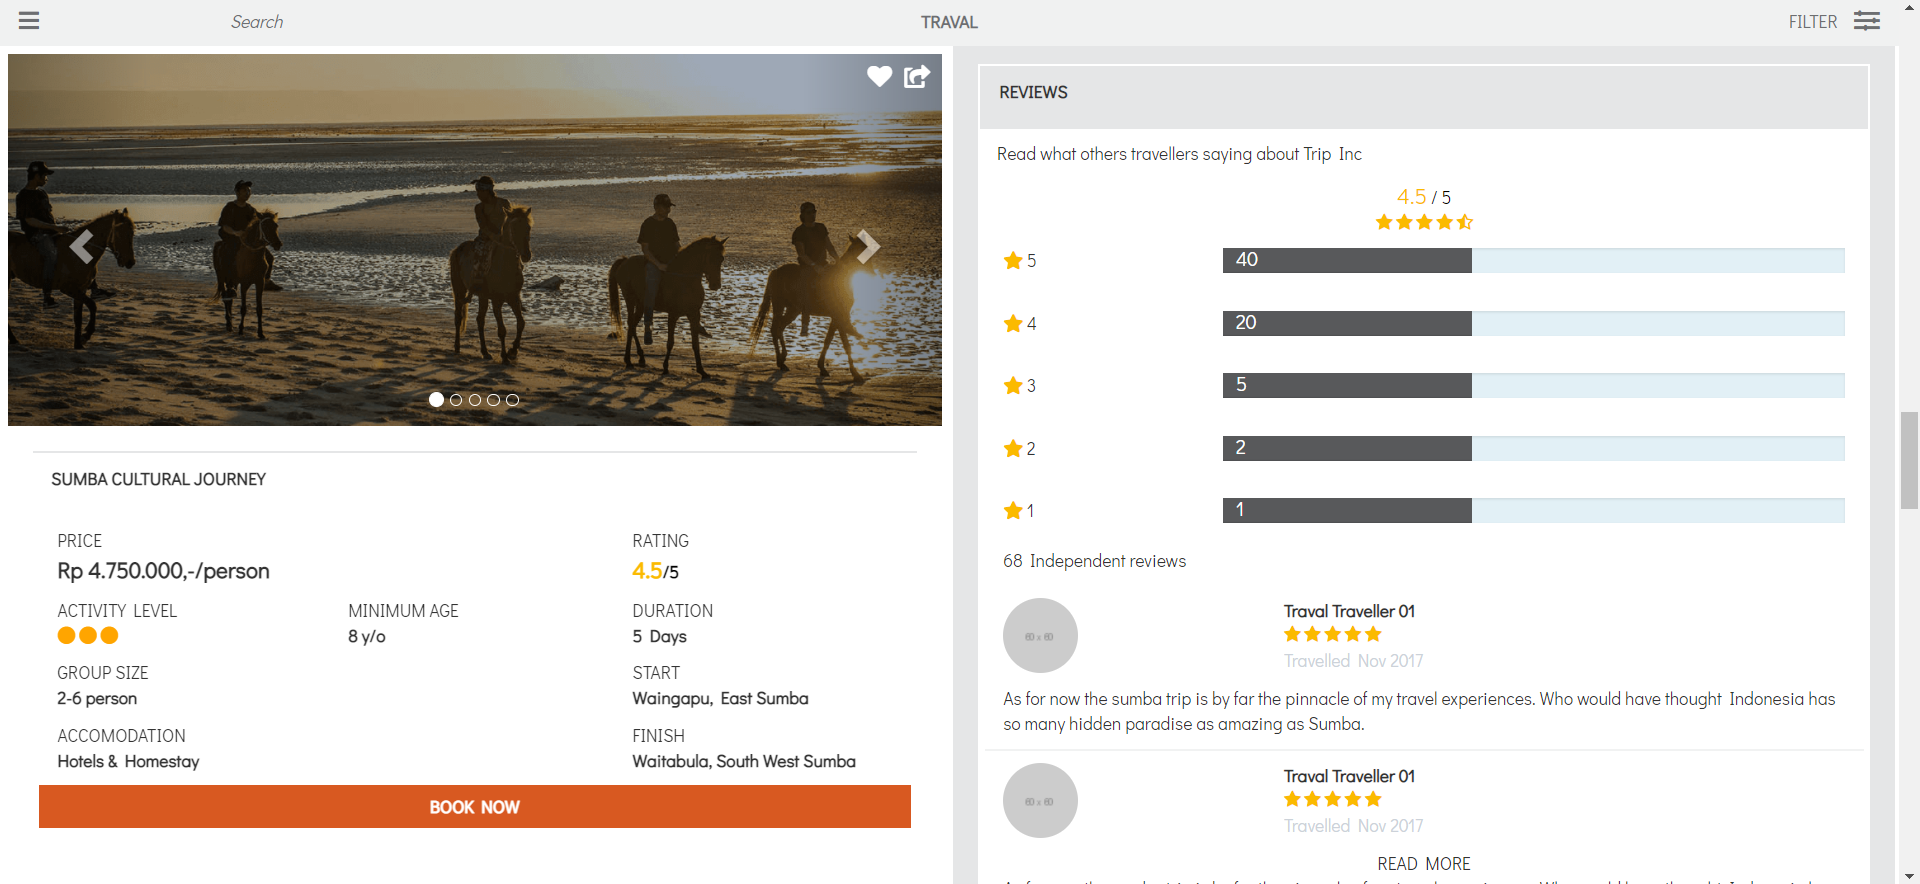 Search
TRAVAL
FILTER
SUMBA CULTURAL JOURNEY
PRICE
Rp 4.750.000,-/person
RATING
4.5/5
ACTIVITY LEVEL
MINIMUM AGE
8 y/o
DURATION
5 Days
GROUP SIZE
2-6 person
START
Waingapu, East Sumba
ACCOMODATION
Hotels & Homestay
FINISH
Waitabula, South West Sumba
BOOK NOW
REVIEWS
Read what others travellers saying about Trip Inc
4.5 / 5
5 40
4 20
3 5
2 2
1 1
68 Independent reviews
60 x 60
Traval Traveller 01
Travelled Nov 2017
As for now the sumba trip is by far the pinnacle of my travel experiences. Who would have thought Indonesia has
so many hidden paradise as amazing as Sumba.
60 x 60
Traval Traveller 01
Travelled Nov 2017
READ MORE